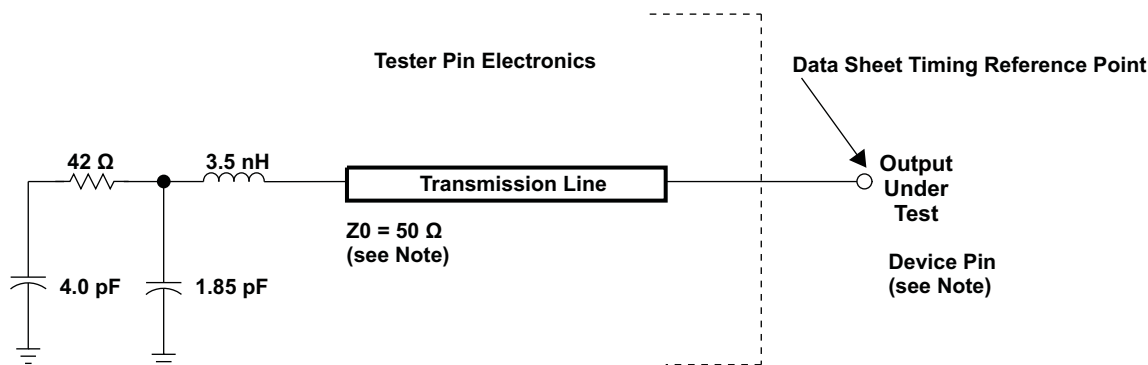 Tester Pin Electronics
Data Sheet Timing Reference Point
42 Ω
3.5 nH
Transmission Line
Output
Under
Test
Z0 = 50 Ω
(see Note)
4.0 pF
1.85 pF
Device Pin
(see Note)